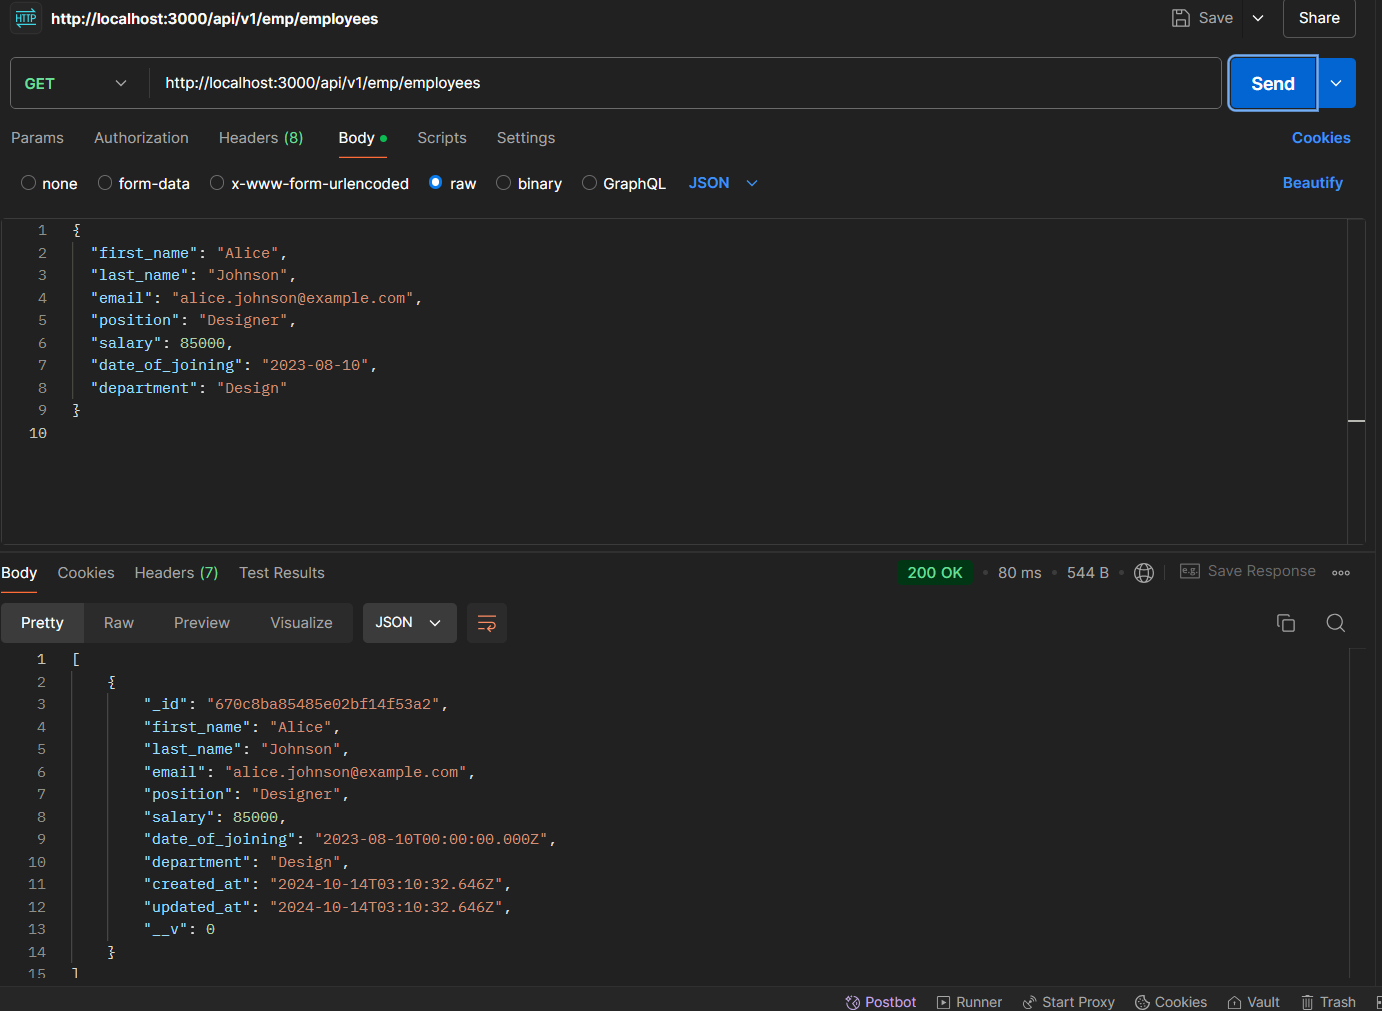 HTTP http://localhost:3000/api/v1/emp/employees Save Share
GET http://localhost:3000/api/v1/emp/employees Send
Params Authorization Headers (8) Body Scripts Settings Cookies
none form-data x-www-form-urlencoded raw binary GraphQL JSON Beautify
1 {
2 "first_name": "Alice",
3 "last_name": "Johnson",
4 "email": "alice.johnson@example.com",
5 "position": "Designer",
6 "salary": 85000,
7 "date_of_joining": "2023-08-10",
8 "department": "Design"
9 }
10
Body Cookies Headers (7) Test Results 200 OK • 80 ms • 544 B • e.g. Save Response
Pretty Raw Preview Visualize JSON
1 [
2 {
3 "_id": "670c8ba85485e02bf14f53a2",
4 "first_name": "Alice",
5 "last_name": "Johnson",
6 "email": "alice.johnson@example.com",
7 "position": "Designer",
8 "salary": 85000,
9 "date_of_joining": "2023-08-10T00:00:00.000Z",
10 "department": "Design",
11 "created_at": "2024-10-14T03:10:32.646Z",
12 "updated_at": "2024-10-14T03:10:32.646Z",
13 "__v": 0
14 }
15 ]
Postbot Runner Start Proxy Cookies Vault Trash